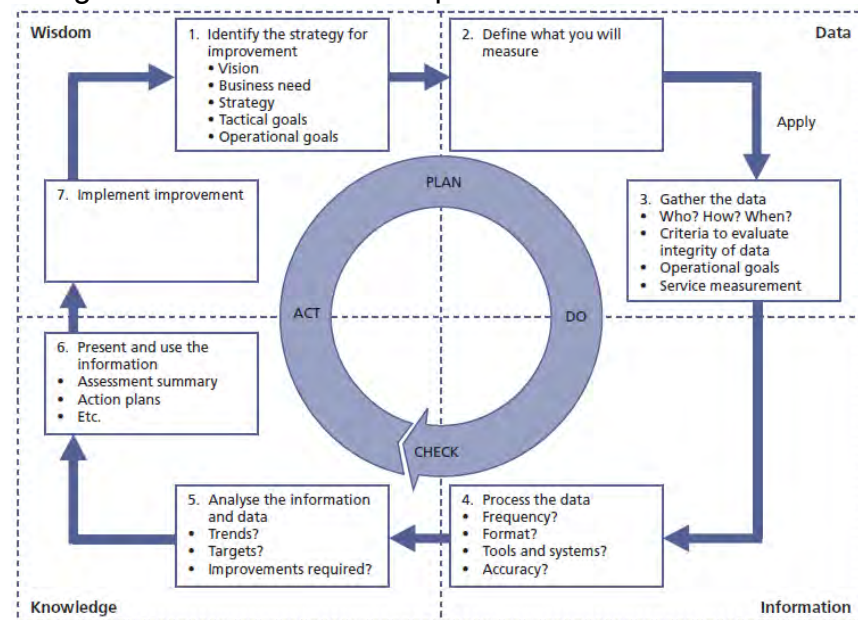 Wisdom
1. Identify the strategy for
improvement
• Vision
• Business need
• Strategy
• Tactical goals
• Operational goals
2. Define what you will
measure
Data
Apply
3. Gather the data
• Who? How? When?
• Criteria to evaluate
integrity of data
• Operational goals
• Service measurement
7. Implement improvement
PLAN
ACT
DO
CHECK
6. Present and use the
information
• Assessment summary
• Action plans
• Etc.
5. Analyse the information
and data
• Trends?
• Targets?
• Improvements required?
4. Process the data
• Frequency?
• Format?
• Tools and systems?
• Accuracy?
Knowledge
Information